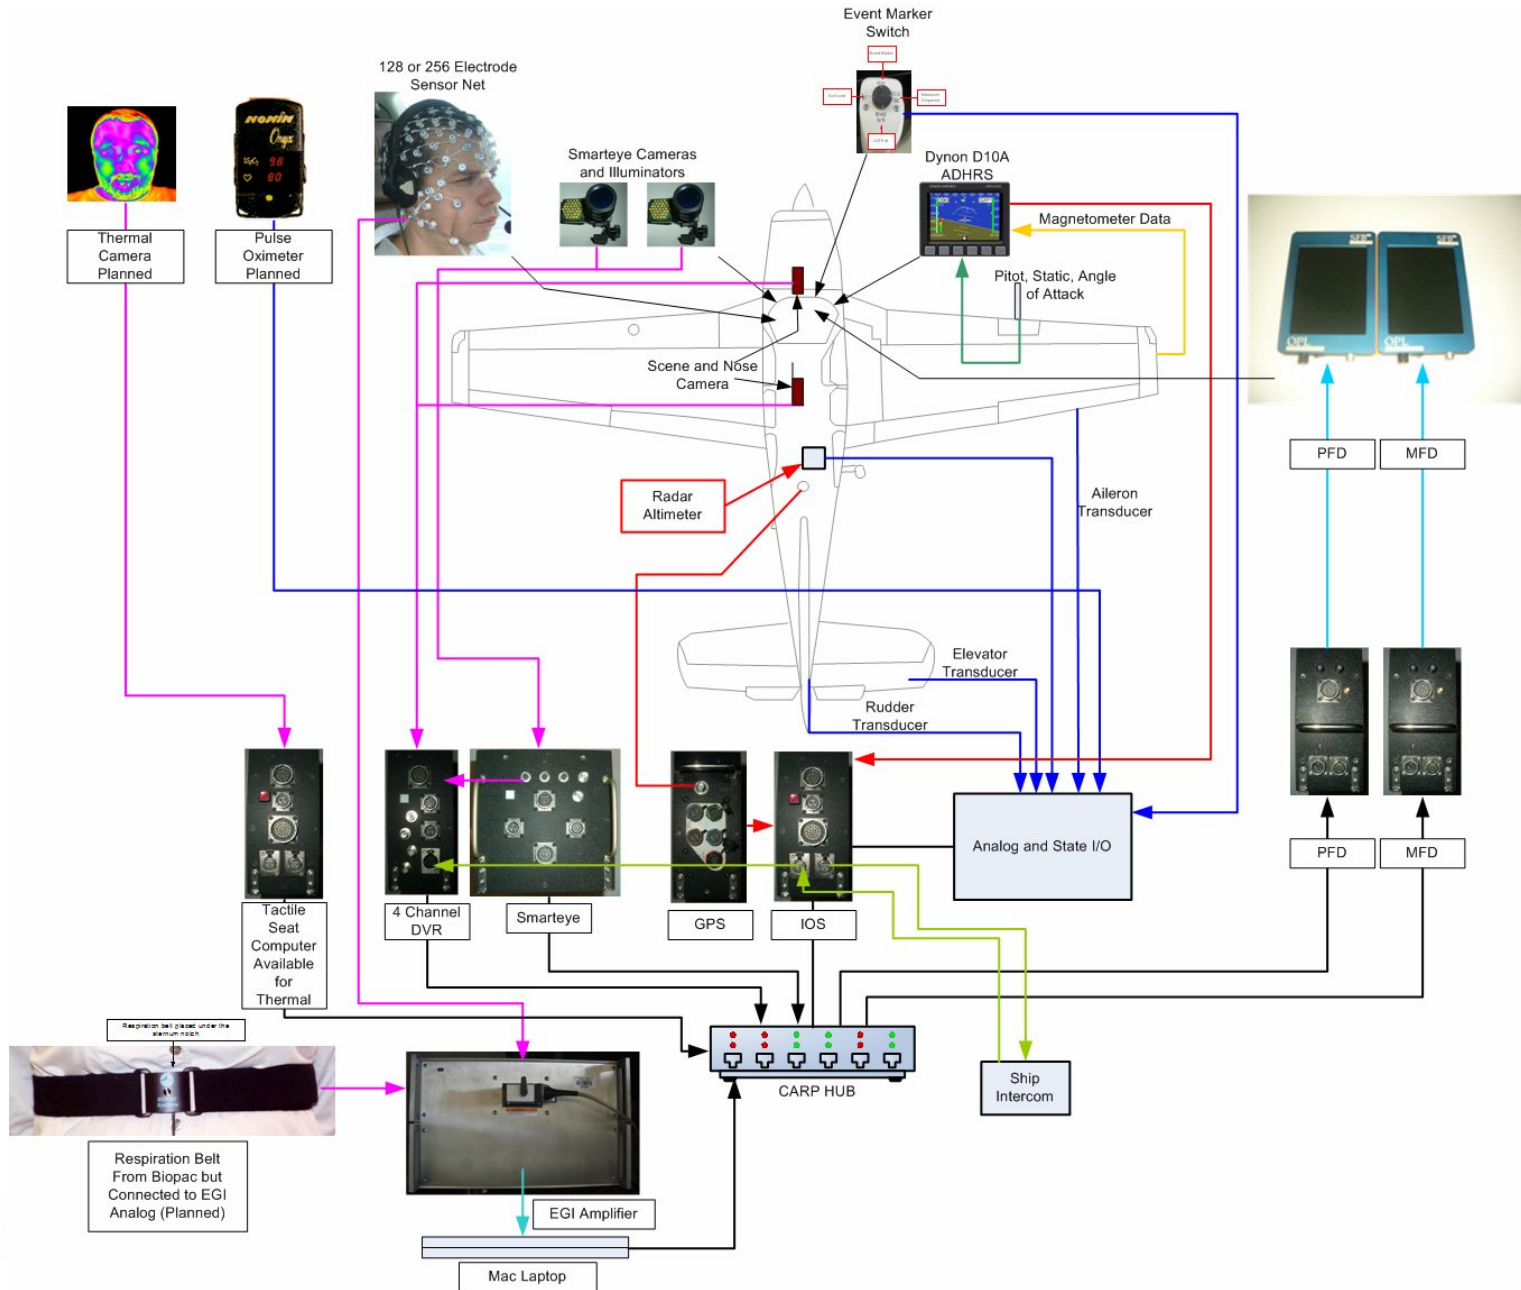 Event Marker
Switch
128 or 256 Electrode
Sensor Net
NONIN
Onyx
98
60
Smarteye Cameras
and Illuminators
Dynon D10A
ADHRS
Magnetometer Data
Thermal
Camera
Planned
Pulse
Oximeter
Planned
Pitot, Static, Angle
of Attack
OPL
OPL
Scene and Nose
Camera
PFD
MFD
Radar
Altimeter
Aileron
Transducer
Elevator
Transducer
Rudder
Transducer
Analog and State I/O
PFD
MFD
Tactile
Seat
Computer
Available
for
Thermal
4 Channel
DVR
Smarteye
GPS
IOS
Respiration belt placed under the
sternum notch
CARP HUB
Ship
Intercom
Respiration Belt
From Biopac but
Connected to EGI
Analog (Planned)
EGI Amplifier
Mac Laptop